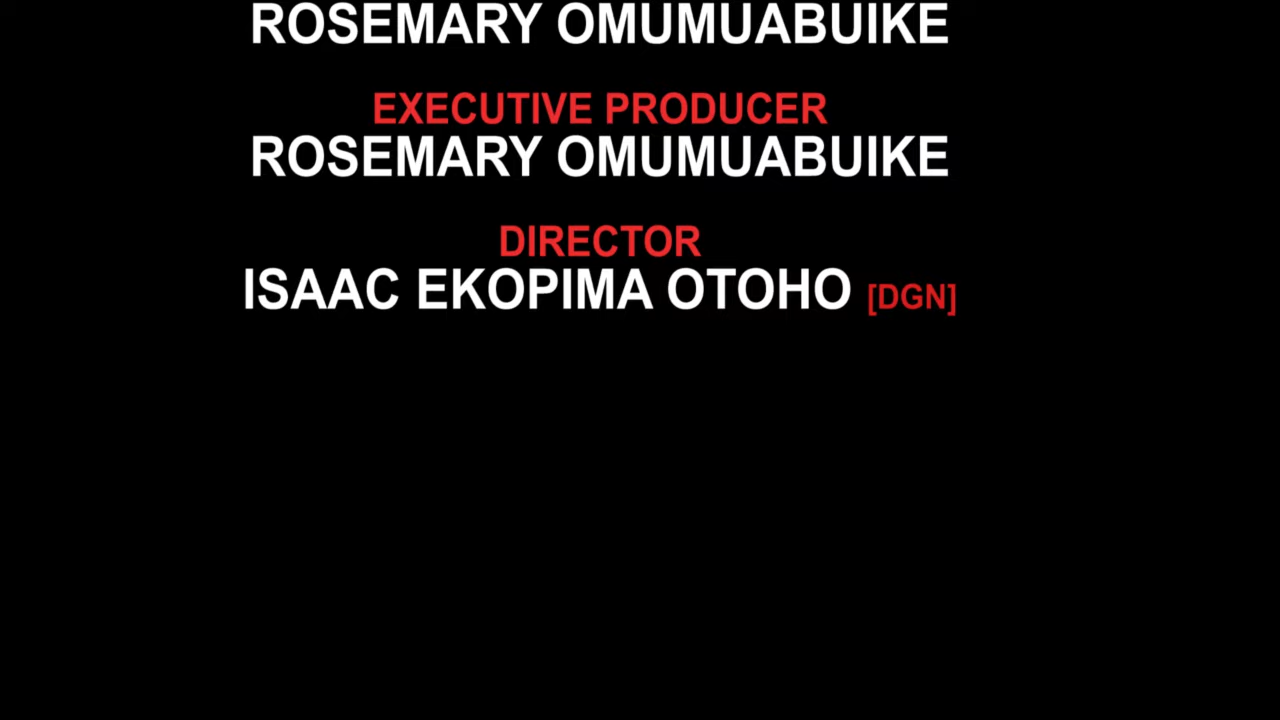 ROSEMARY OMUMUABUIKE
EXECUTIVE PRODUCER
ROSEMARY OMUMUABUIKE
DIRECTOR
ISAAC EKOPIMA OTOHO [DGN]